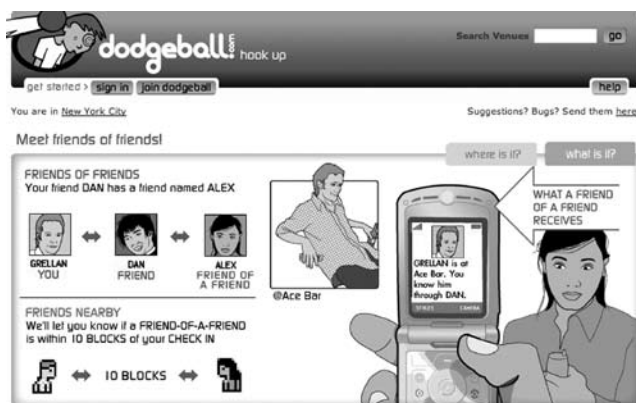 dodgeball.com hook up
Search Venues go
get started > sign in join dodgeball help
You are in New York City Suggestions? Bugs? Send them here
Meet friends of friends!
where is it? what is it?
FRIENDS OF FRIENDS
Your friend DAN has a friend named ALEX
GRELLAN
YOU
DAN
FRIEND
ALEX
FRIEND OF
A FRIEND
FRIENDS NEARBY
We'll let you know if a FRIEND-OF-A-FRIEND
is within 10 BLOCKS of your CHECK IN
10 BLOCKS
@Ace Bar
GRELLAN is at
Ace Bar. You
know him
through DAN.
CAMERA
WHAT A FRIEND
OF A FRIEND
RECEIVES